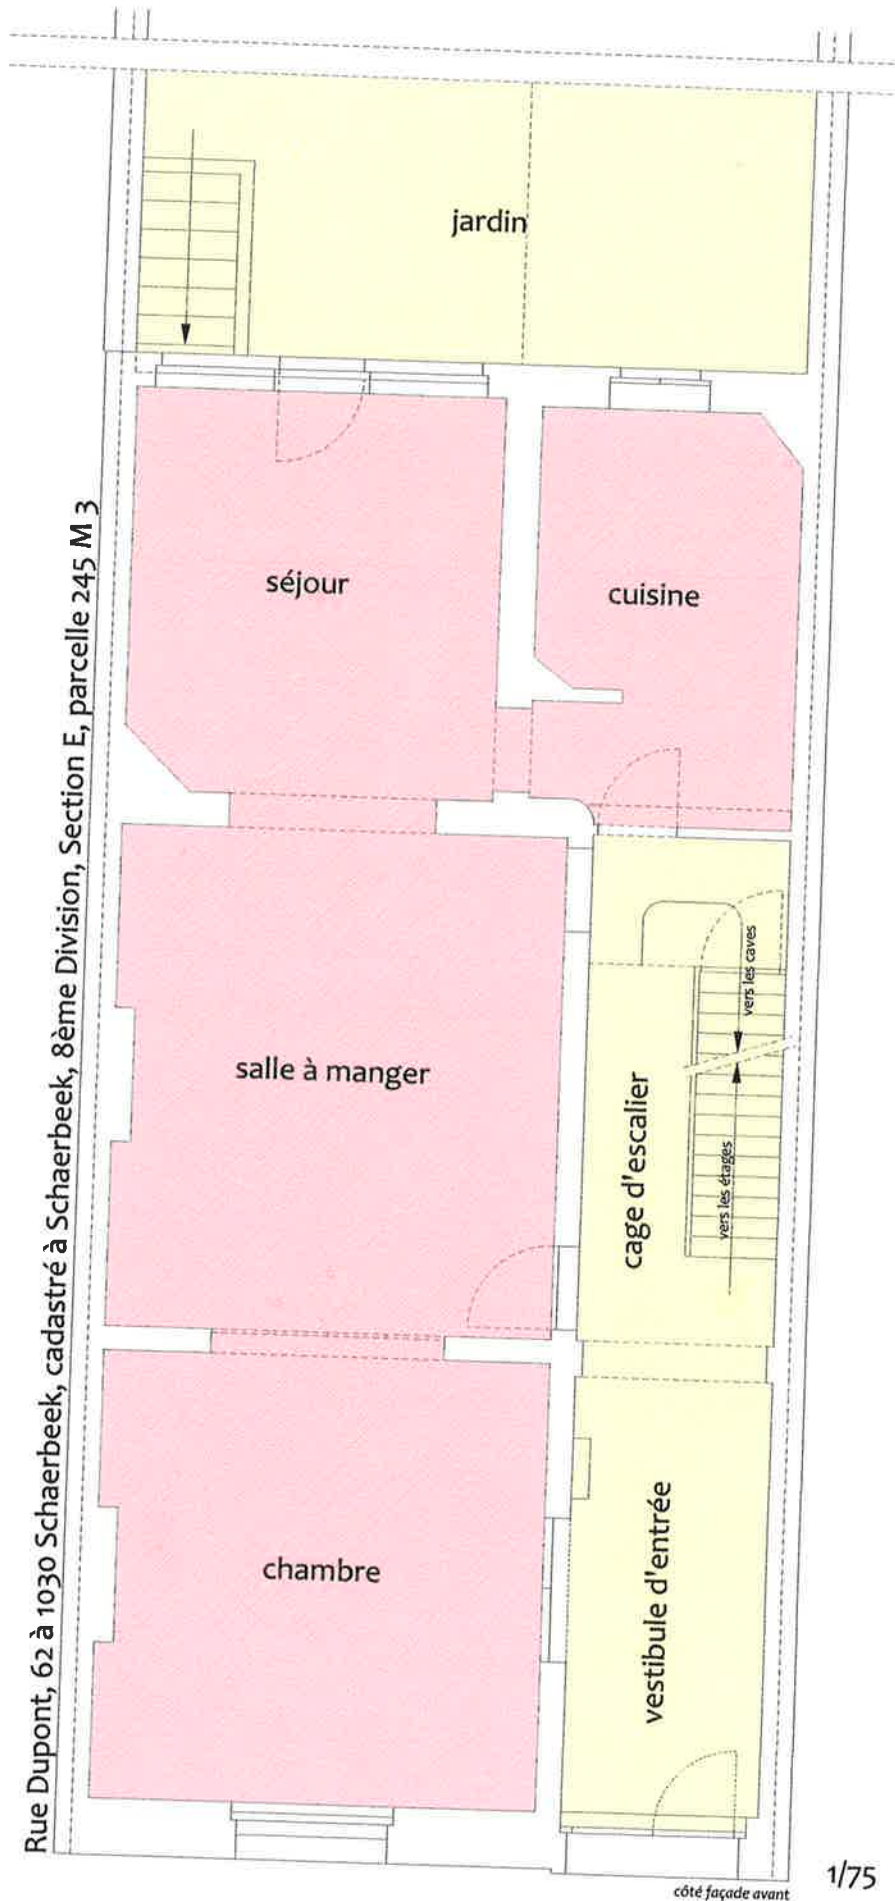 jardin
séjour
cuisine
salle à manger
cage d'escalier
vers les caves
vers les étages
chambre
vestibule d'entrée
Rue Dupont, 62 à 1030 Schaerbeek, cadastré à Schaerbeek, 8ème Division, Section E, parcelle 245 M 3
1/75
côté façade avant